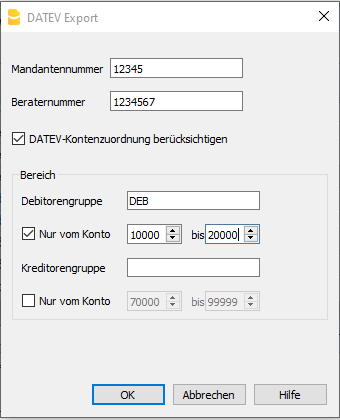 DATEV Export
Mandantennummer 12345
Beraternummer 1234567
DATEV-Kontenzuordnung berücksichtigen
Bereich
Debitorengruppe DEB
Nur vom Konto 10000 bis 20000
Kreditorengruppe
Nur vom Konto 70000 bis 99999
OK Abbrechen Hilfe